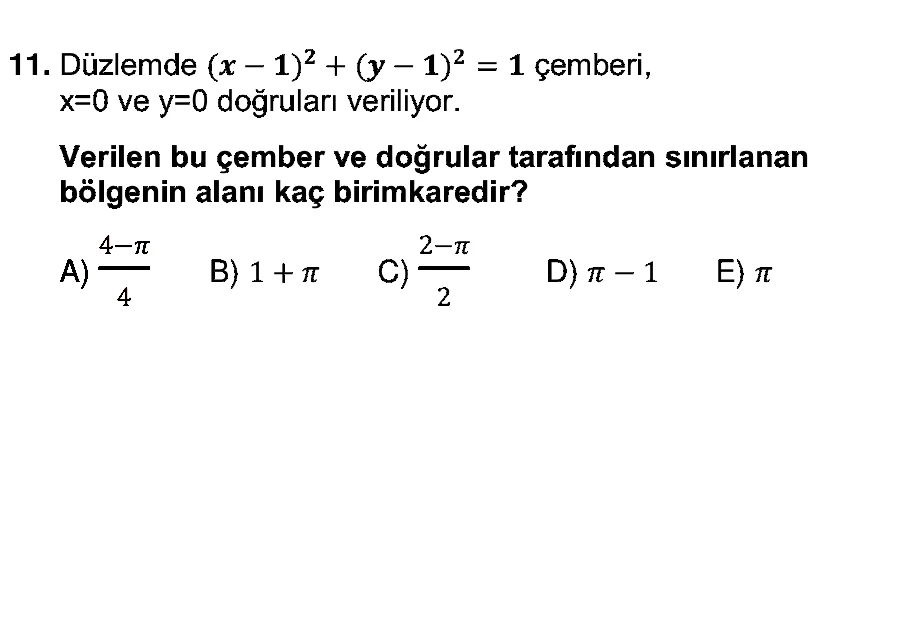 11. Düzlemde (x − 1)² + (y − 1)² = 1 çemberi,
x=0 ve y=0 doğruları veriliyor.
Verilen bu çember ve doğrular tarafından sınırlanan
bölgenin alanı kaç birimkaredir?
A) (4−π)/4 B) 1 + π C) (2−π)/2 D) π − 1 E) π